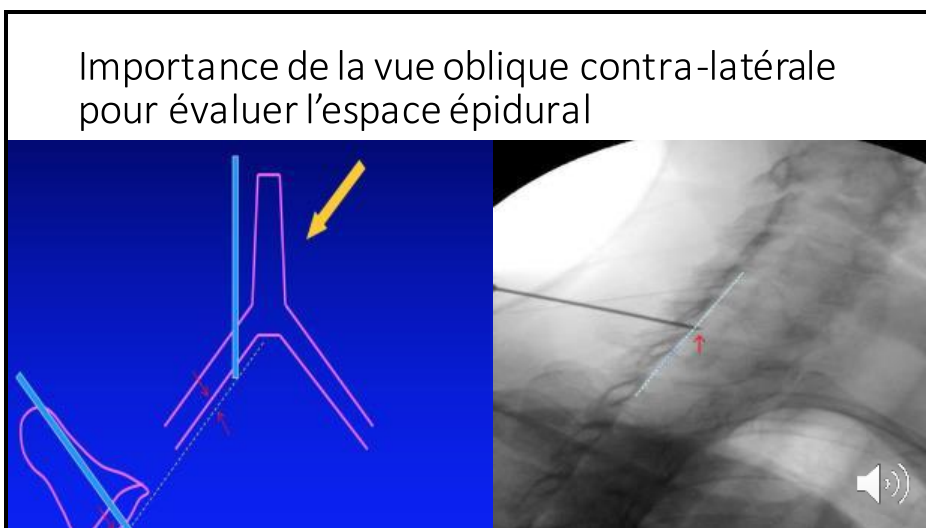 Importance de la vue oblique contra-latérale
pour évaluer l’espace épidural